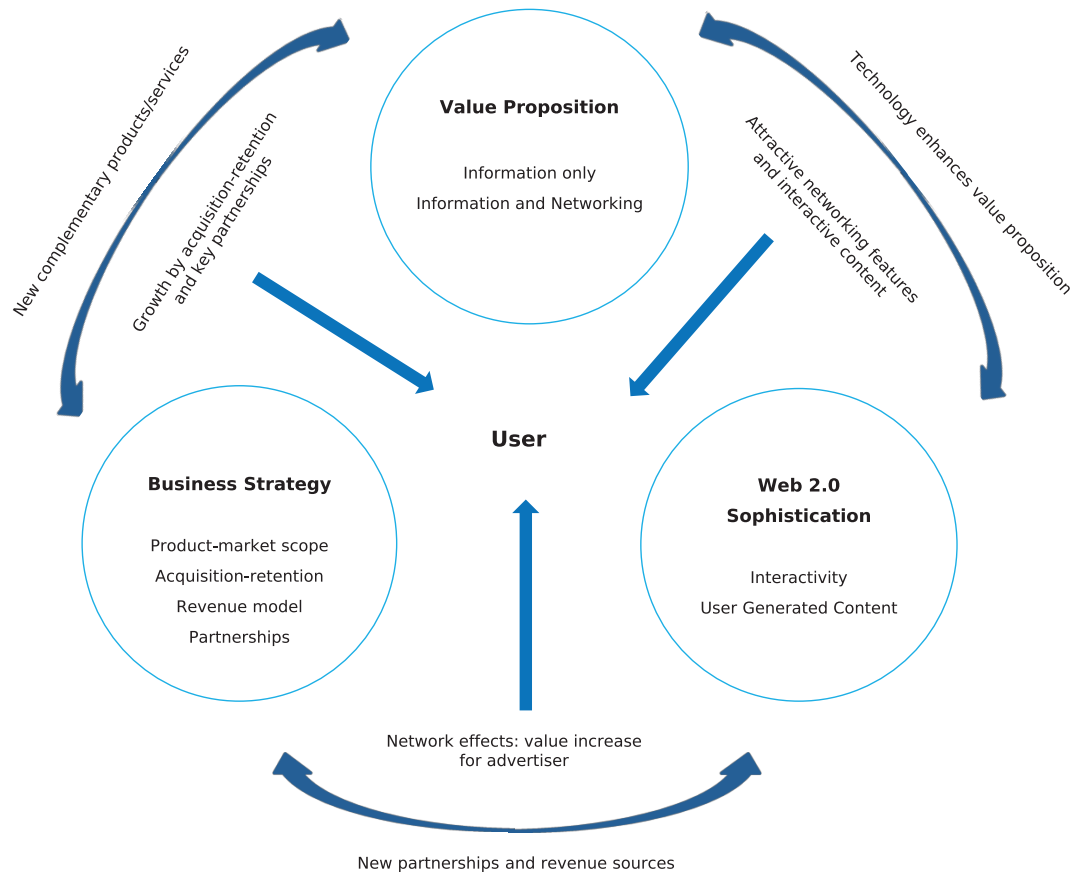 New complementary products/services
Growth by acquisition-retention
and key partnerships
Value Proposition
Information only
Information and Networking
Technology enhances value proposition
Attractive networking features
and interactive content
User
Business Strategy
Product-market scope
Acquisition-retention
Revenue model
Partnerships
Web 2.0
Sophistication
Interactivity
User Generated Content
Network effects: value increase
for advertiser
New partnerships and revenue sources